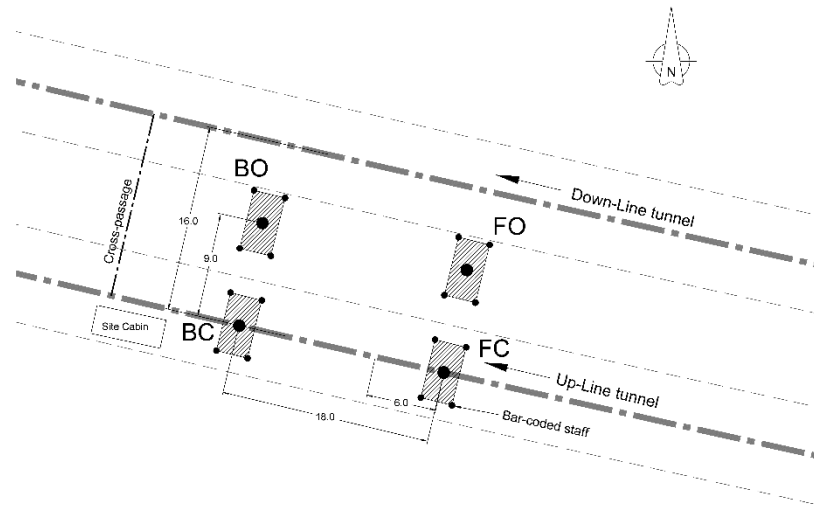 N
BO
Down-Line tunnel
16.0
FO
Cross-passage
9.0
Site Cabin
BC
FC
Up-Line tunnel
6.0
18.0
Bar-coded staff